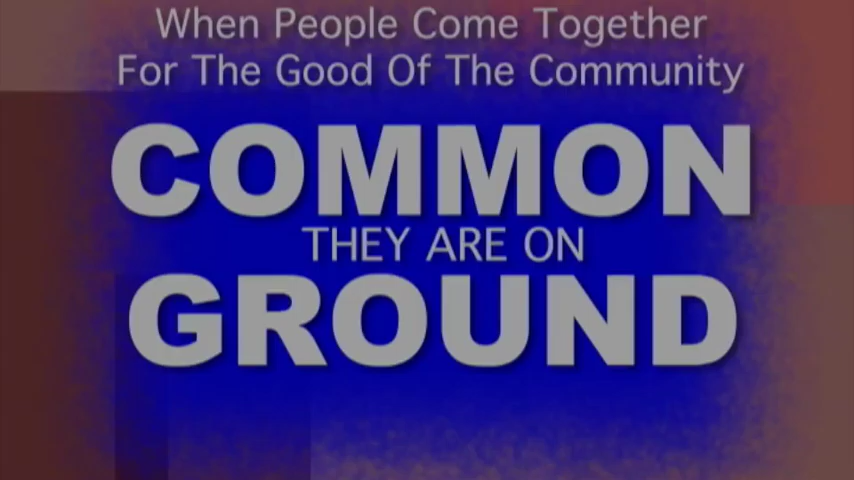 When People Come Together
For The Good Of The Community
COMMON
THEY ARE ON
GROUND